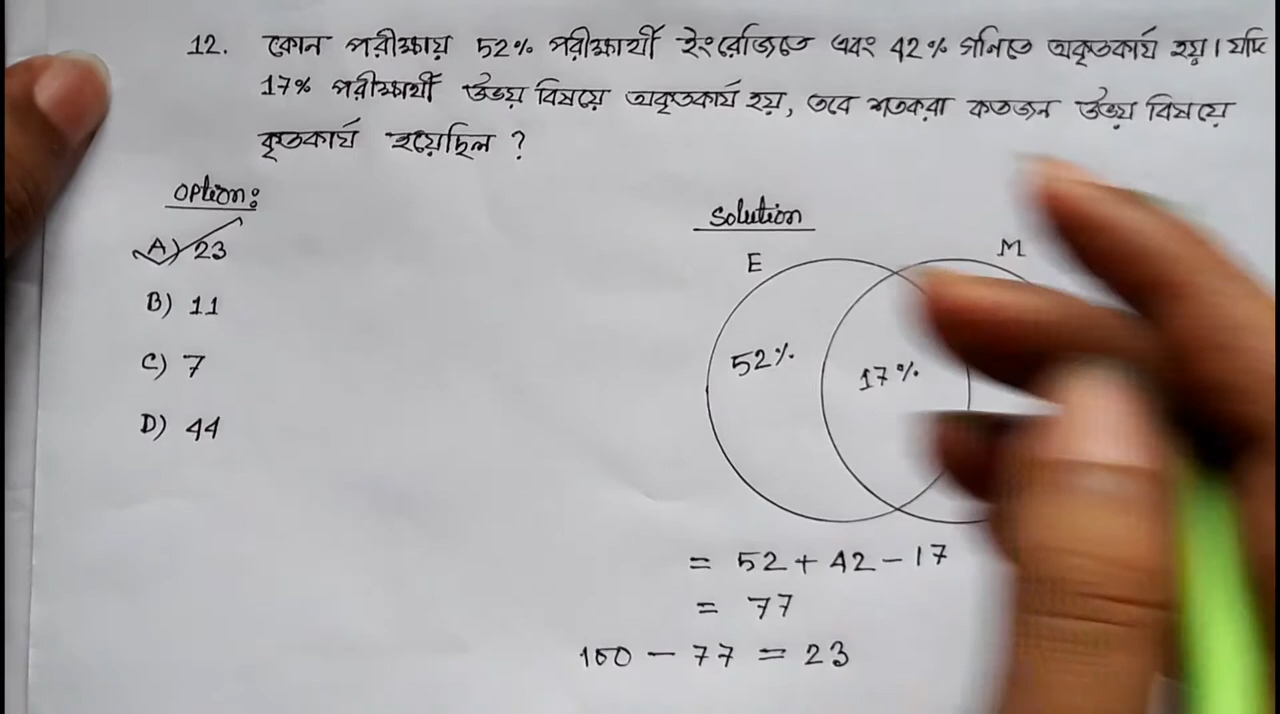 12. কোন পরীক্ষায় 52% পরীক্ষার্থী ইংরেজিতে এবং 42% গনিতে অকৃতকার্য হয়। যদি
17% পরীক্ষার্থী উভয় বিষয়ে অকৃতকার্য হয়, তবে শতকরা কতজন উভয় বিষয়ে
কৃতকার্য হয়েছিল ?
option:
A) 23
B) 11
C) 7
D) 44
Solution
E M
52% 17%
= 52 + 42 - 17
= 77
100 - 77 = 23